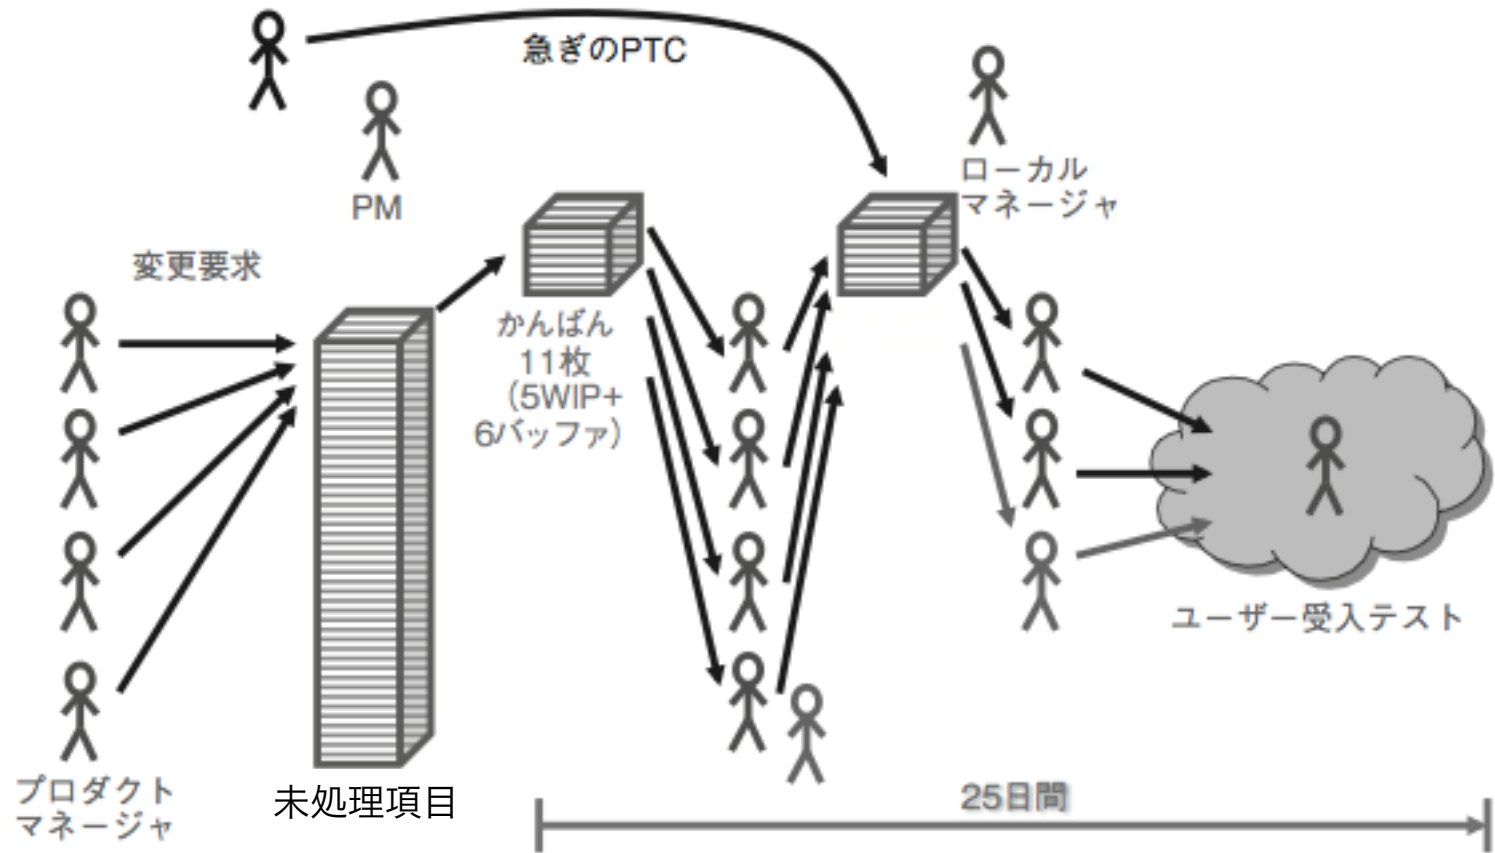 急ぎのPTC
PM
ローカル
マネージャ
変更要求
かんばん
11枚
（5WIP+
6バッファ）
ユーザー受入テスト
プロダクト
マネージャ
未処理項目
25日間